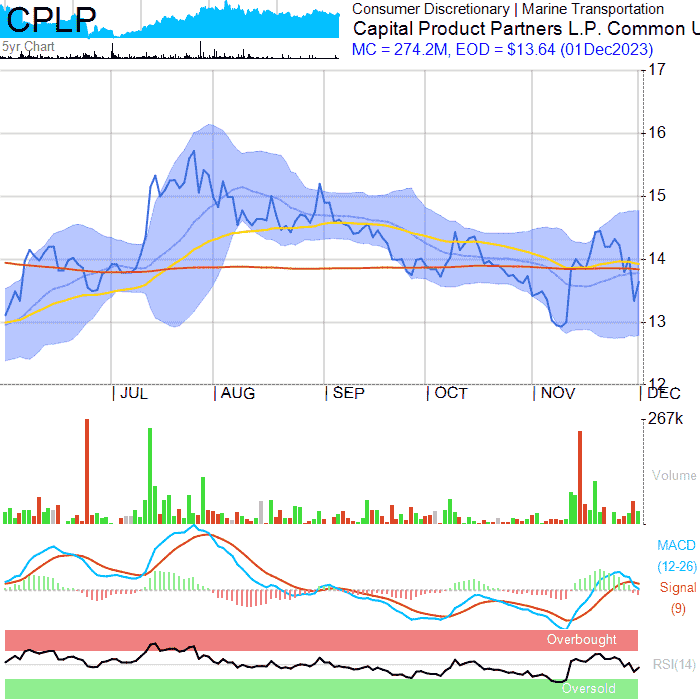 CPLP
5yr Chart
Consumer Discretionary | Marine Transportation
Capital Product Partners L.P. Common U
MC = 274.2M, EOD = $13.64 (01Dec2023)
17
16
15
14
13
12
JUL AUG SEP OCT NOV DEC
267k
Volume
MACD
(12-26)
Signal
(9)
Overbought
RSI(14)
Oversold